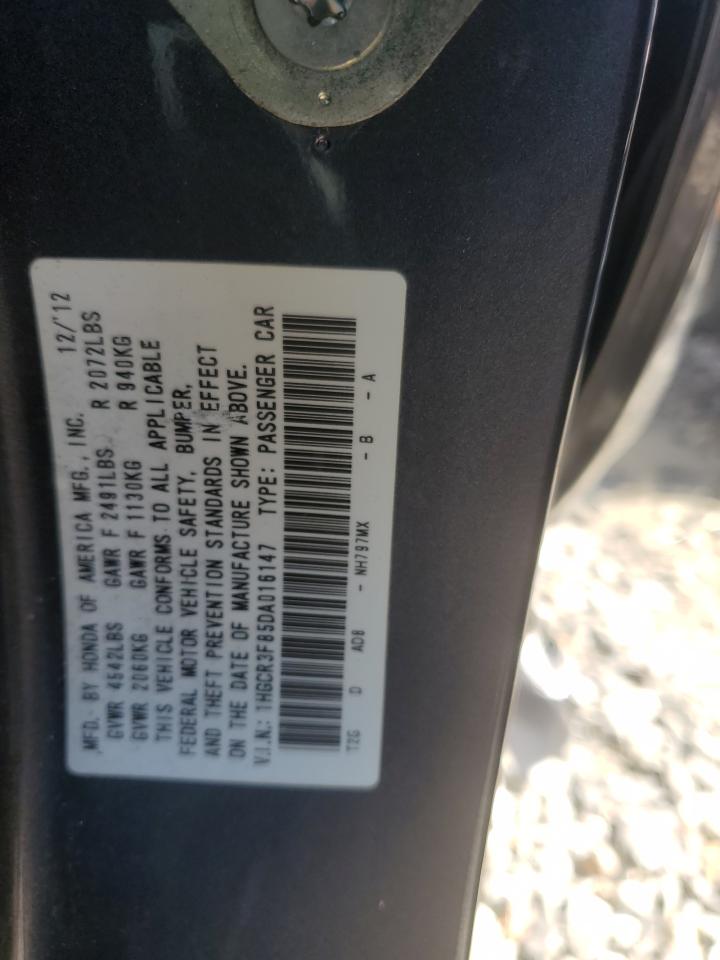 MFD. BY HONDA OF AMERICA MFG., INC. 12/'12
GVWR 4542LBS GAWR F 2491LBS R 2072LBS
GVWR 2060KG GAWR F 1130KG R 940KG
THIS VEHICLE CONFORMS TO ALL APPLICABLE
FEDERAL MOTOR VEHICLE SAFETY, BUMPER,
AND THEFT PREVENTION STANDARDS IN EFFECT
ON THE DATE OF MANUFACTURE SHOWN ABOVE.
V.I.N.: 1HGCR3F85DA016147 TYPE: PASSENGER CAR
T2G D AD8 - NH797MX - B - A